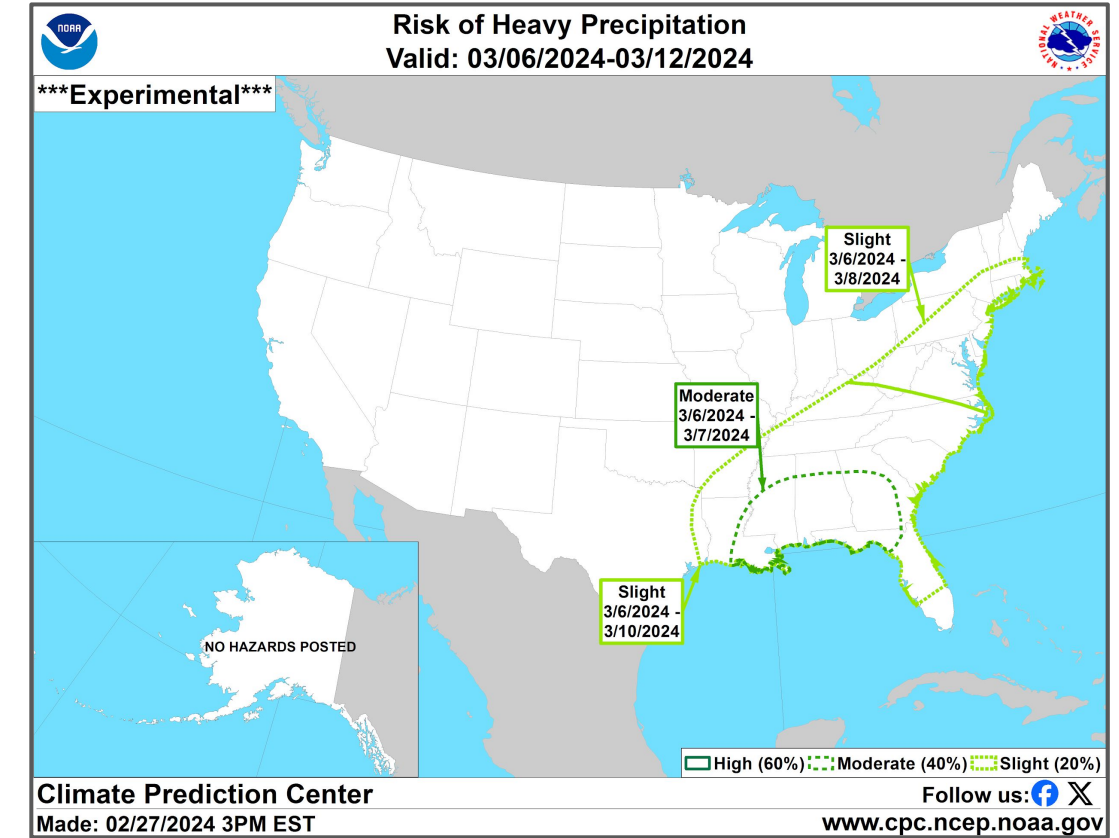 NOAA
Risk of Heavy Precipitation
Valid: 03/06/2024-03/12/2024
NATIONAL WEATHER SERVICE
***Experimental***
Slight
3/6/2024 -
3/8/2024
Moderate
3/6/2024 -
3/7/2024
Slight
3/6/2024 -
3/10/2024
NO HAZARDS POSTED
High (60%) Moderate (40%) Slight (20%)
Climate Prediction Center
Follow us:
Made: 02/27/2024 3PM EST
www.cpc.ncep.noaa.gov